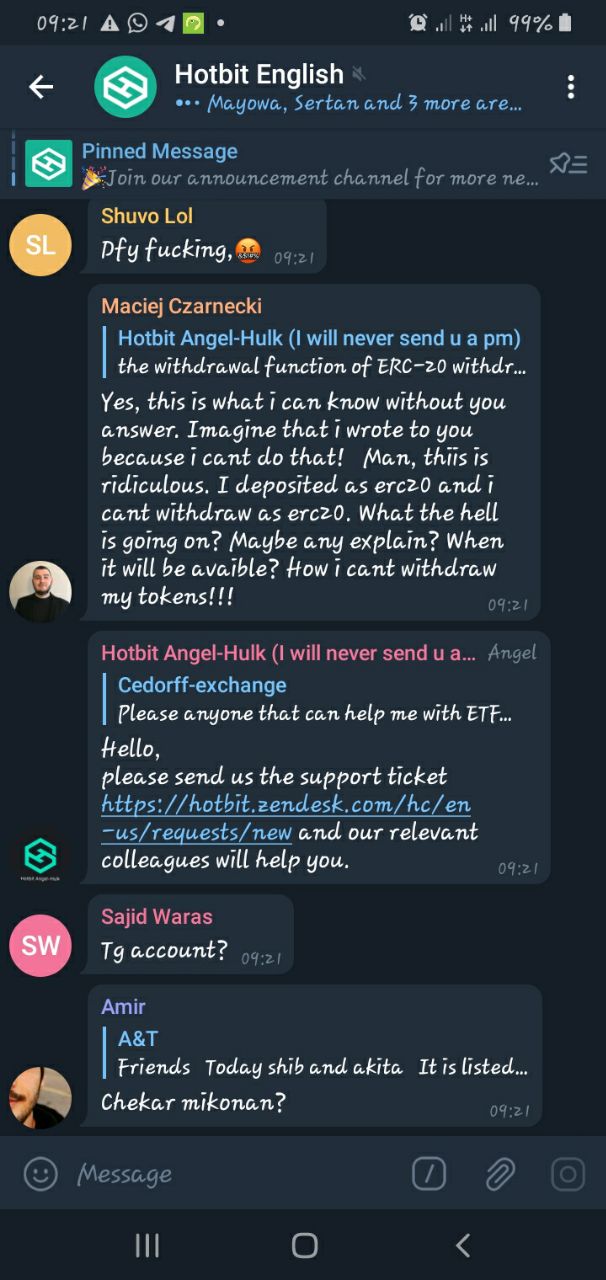 09:21
99%
Hotbit English
Mayowa, Sertan and 3 more are...
Pinned Message
🎉Join our announcement channel for more ne...
Shuvo Lol
SL
Dfy fucking,🤬 09:21
Maciej Czarnecki
Hotbit Angel-Hulk (I will never send u a pm)
the withdrawal function of ERC-20 withdr...
Yes, this is what i can know without you
answer. Imagine that i wrote to you
because i cant do that! Man, thiis is
ridiculous. I deposited as erc20 and i
cant withdraw as erc20. What the hell
is going on? Maybe any explain? When
it will be avaible? How i cant withdraw
my tokens!!!
09:21
Hotbit Angel-Hulk (I will never send u a... Angel
Cedorff-exchange
Please anyone that can help me with ETF...
Hello,
please send us the support ticket
https://hotbit.zendesk.com/hc/en
-us/requests/new and our relevant
colleagues will help you.
09:21
Hotbit Angel-Hulk
Sajid Waras
SW
Tg account? 09:21
Amir
A&T
Friends Today shib and akita It is listed...
Chekar mikonan?
09:21
Message